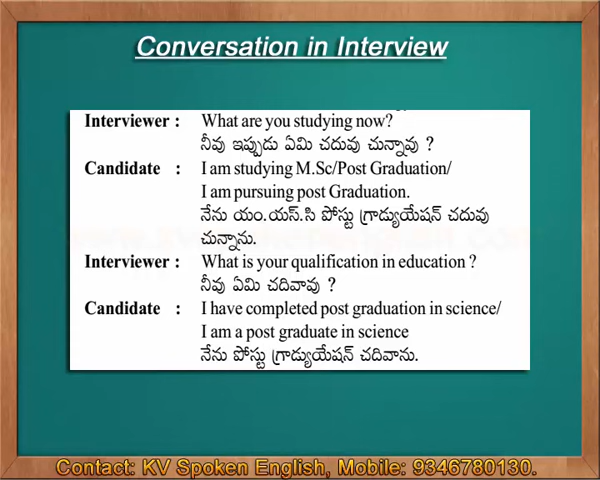 Conversation in Interview
Interviewer : What are you studying now?
నీవు ఇప్పుడు ఏమి చదువు చున్నావు ?
Candidate : I am studying M.Sc/Post Graduation/
I am pursuing post Graduation.
నేను యం.యస్.సి పోస్టు గ్రాడ్యుయేషన్ చదువు
చున్నాను.
Interviewer : What is your qualification in education ?
నీవు ఏమి చదివావు ?
Candidate : I have completed post graduation in science/
I am a post graduate in science
నేను పోస్టు గ్రాడ్యుయేషన్ చదివాను.
Contact: KV Spoken English, Mobile: 9346780130.